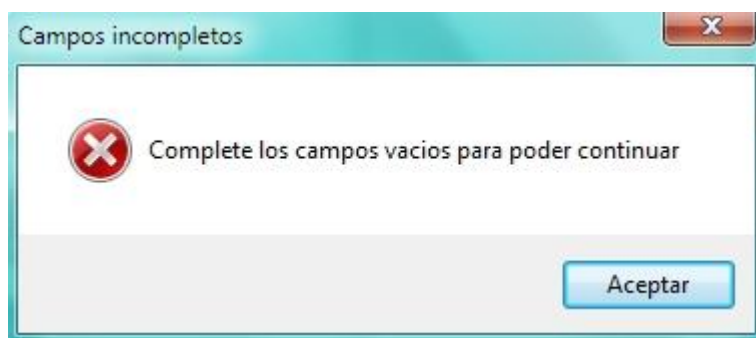 Campos incompletos
Complete los campos vacios para poder continuar
Aceptar